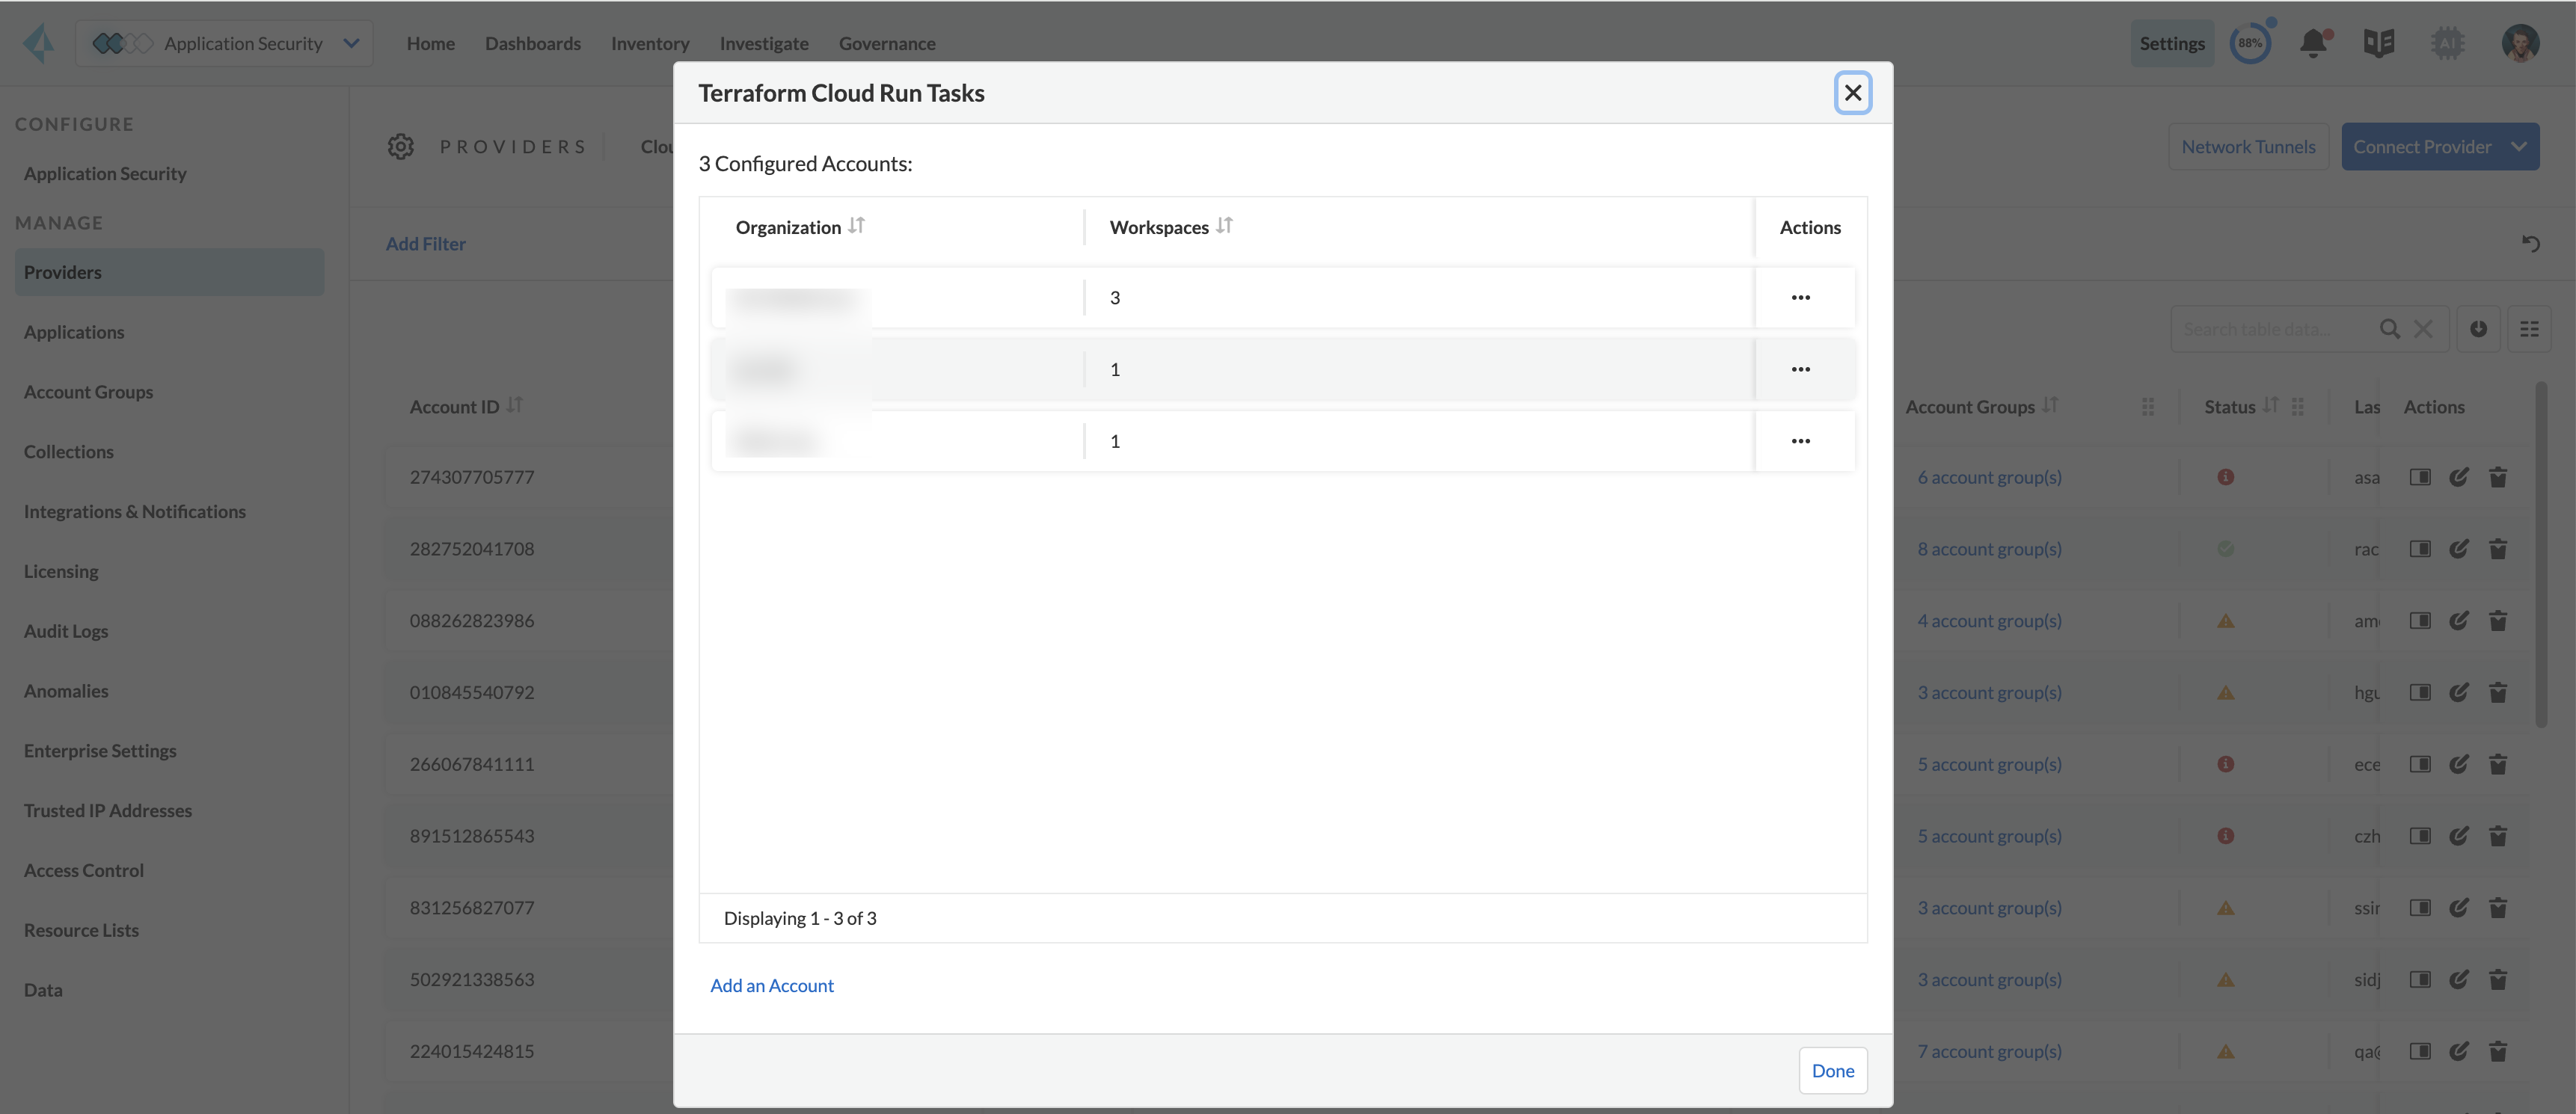 Application Security
Home
Dashboards
Inventory
Investigate
Governance
Settings
88%
AI
CONFIGURE
Application Security
MANAGE
Providers
Applications
Account Groups
Collections
Integrations & Notifications
Licensing
Audit Logs
Anomalies
Enterprise Settings
Trusted IP Addresses
Access Control
Resource Lists
Data
PROVIDERS
Clou
Network Tunnels
Connect Provider
Add Filter
Search table data...
Account ID
Account Groups
Status
Las
Actions
274307705777
6 account group(s)
asa
282752041708
8 account group(s)
rac
088262823986
4 account group(s)
am
010845540792
3 account group(s)
hgu
266067841111
5 account group(s)
ece
891512865543
5 account group(s)
czh
831256827077
3 account group(s)
ssin
502921338563
3 account group(s)
sidj
224015424815
7 account group(s)
qa@
Terraform Cloud Run Tasks
3 Configured Accounts:
Organization
Workspaces
Actions
3
1
1
Displaying 1 - 3 of 3
Add an Account
Done